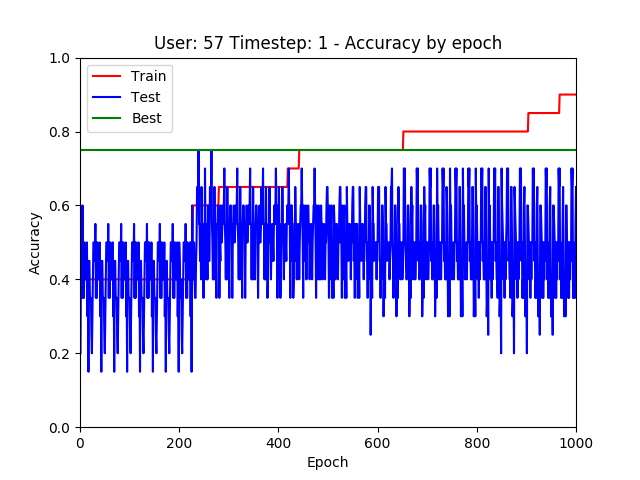 User: 57 Timestep: 1 - Accuracy by epoch
1.0
Train
Test
Best
0.8
0.6
Accuracy
0.4
0.2
0.0
0 200 400 600 800 1000
Epoch